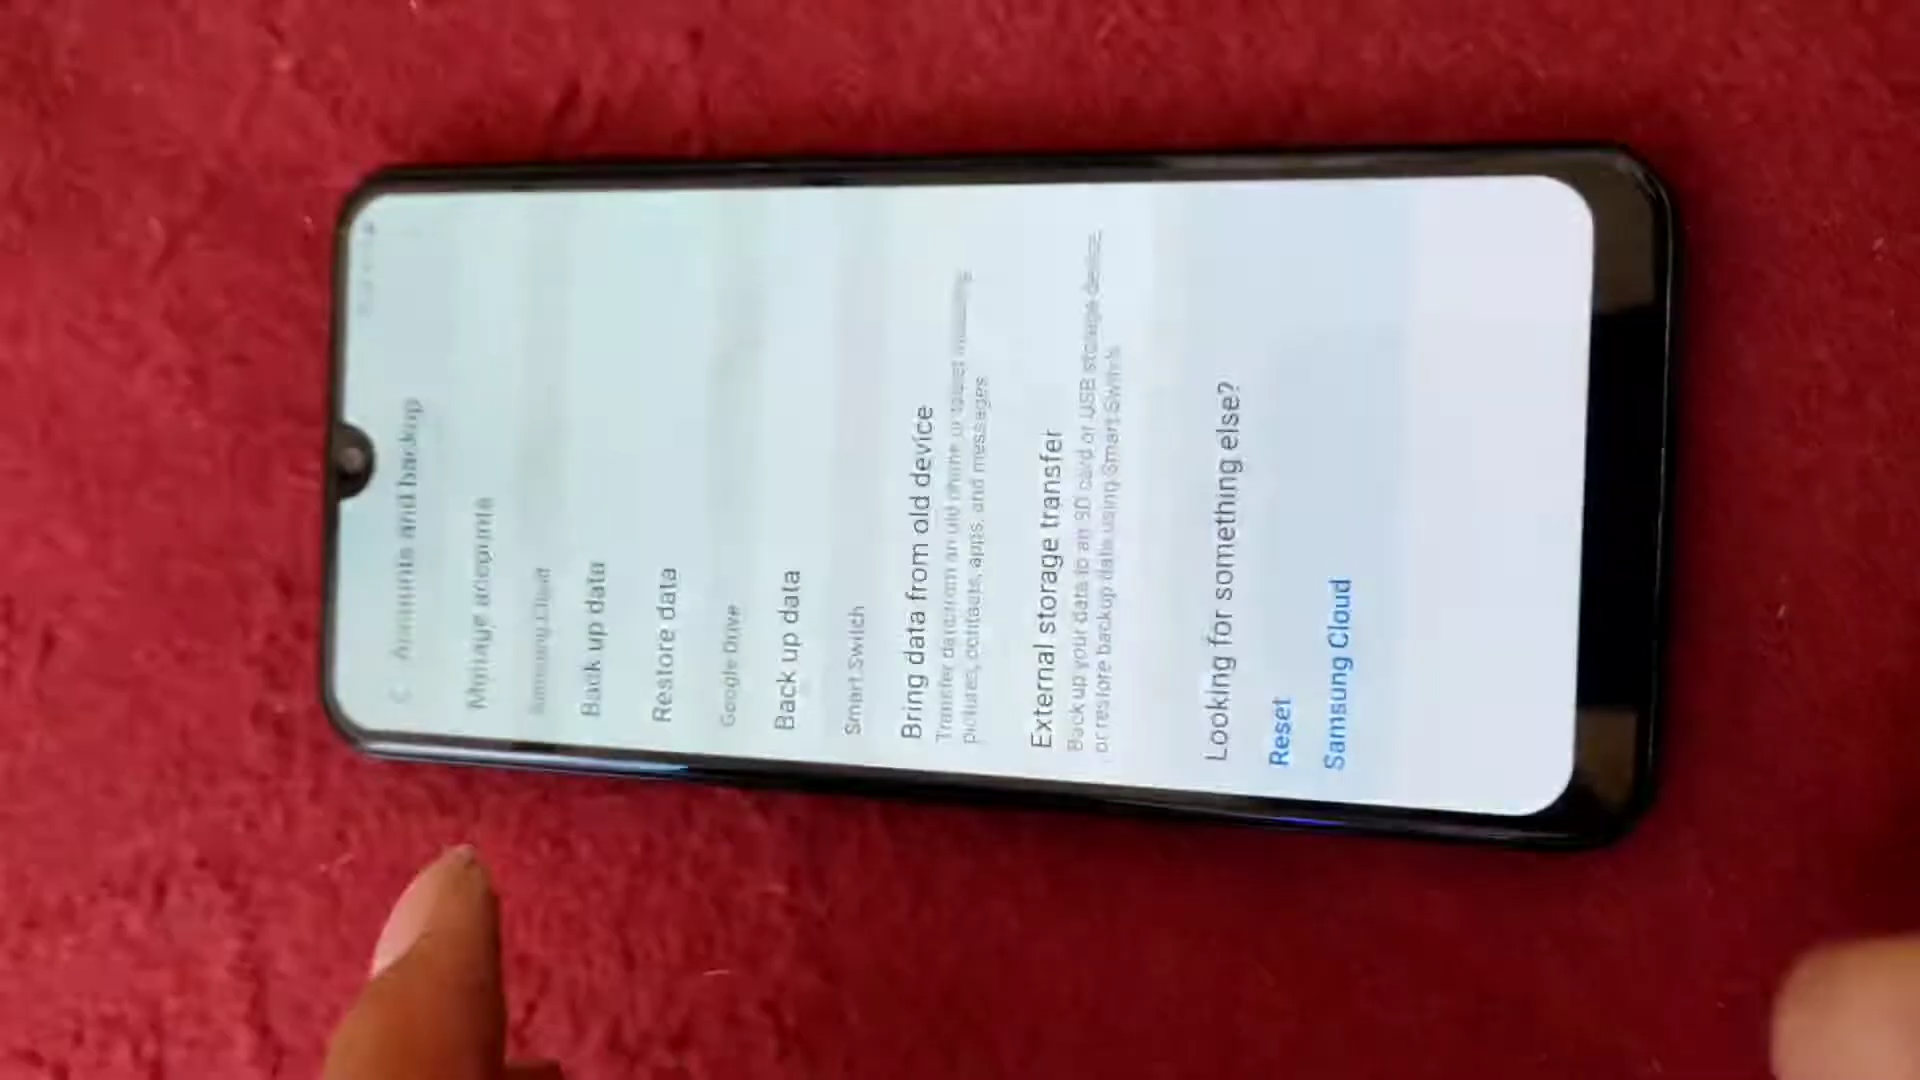 Accounts and backup
Manage accounts
Samsung Cloud
Back up data
Restore data
Google Drive
Back up data
Smart Switch
Bring data from old device
Transfer data from an old phone or tablet including
pictures, contacts, apps, and messages.
External storage transfer
Back up your data to an SD card or USB storage device,
or restore backup data using Smart Switch.
Looking for something else?
Reset
Samsung Cloud